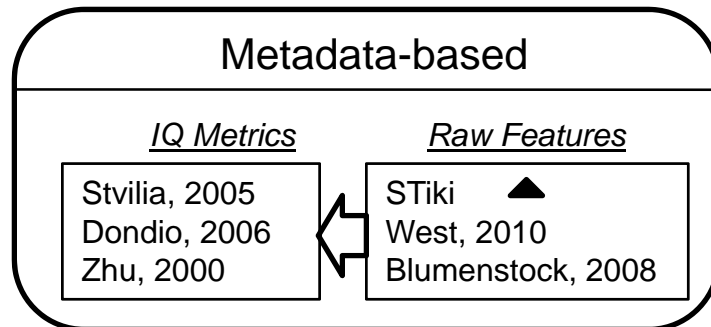 Metadata-based
IQ Metrics
Stvilia, 2005
Dondio, 2006
Zhu, 2000
Raw Features
STiki
West, 2010
Blumenstock, 2008